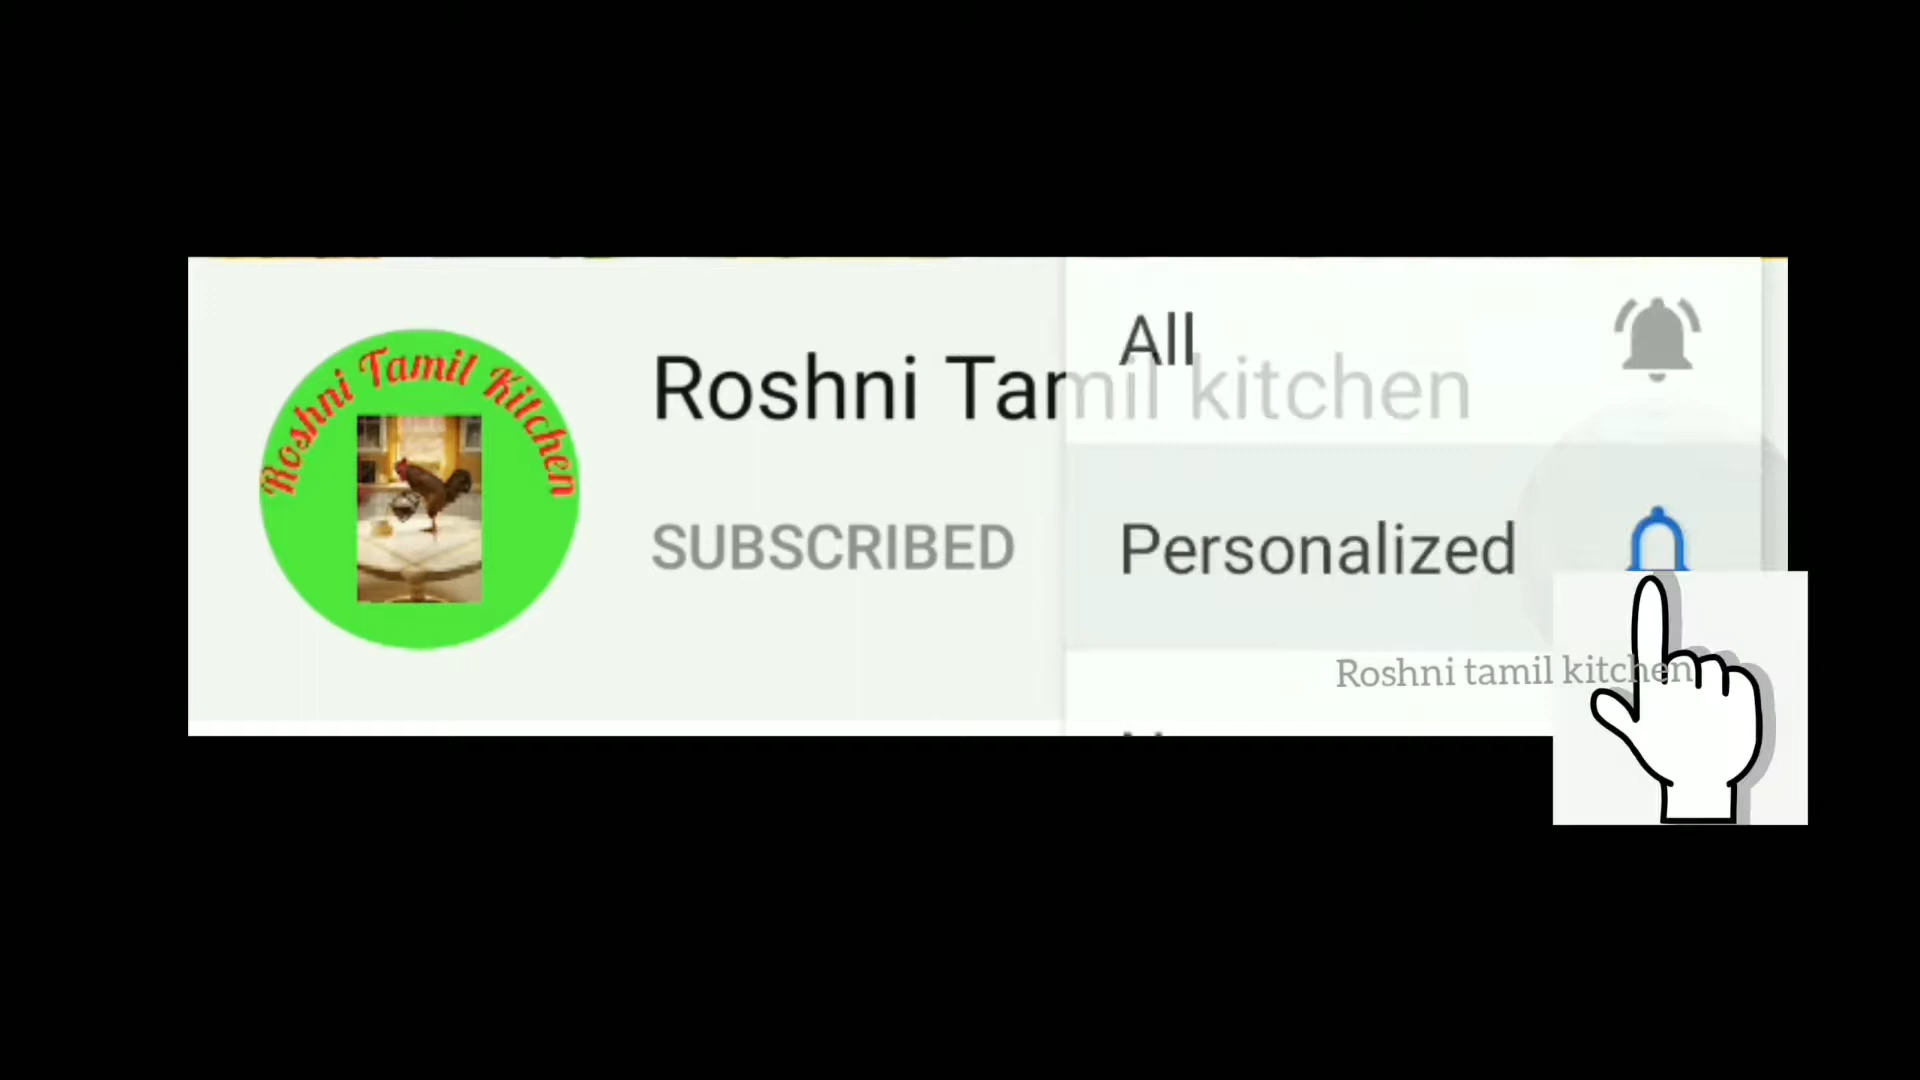 Roshni Tamil Kitchen
Roshni Tamil kitchen
SUBSCRIBED
All
Personalized
Roshni tamil kitchen